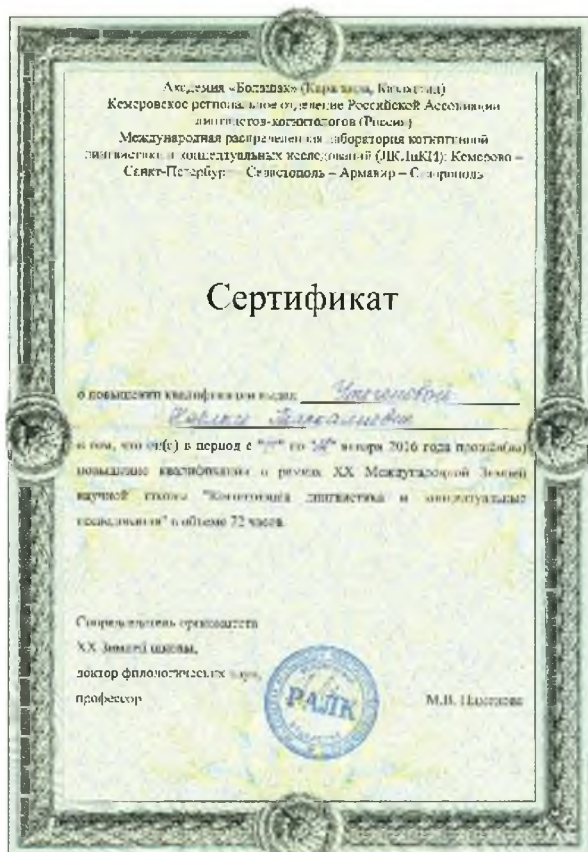 Академия «Болашак» (Караганда, Казахстан)
Кемеровское региональное отделение Российской Ассоциации
лингвистов-когнитологов (Россия)
Международная распределенная лаборатория когнитивной
лингвистики и концептуальных исследований (ЛКЛиКИ): Кемерово –
Санкт-Петербург – Севастополь – Армавир – Ставрополь
Сертификат
о повышении квалификации выдан
в том, что он(а) в период с по января 2016 года прошел(ла)
повышение квалификации в рамках XX Международной Зимней
научной школы "Когнитивная лингвистика и концептуальные
исследования" в объеме 72 часа.
Сопредседатель оргкомитета
XX Зимней школы,
доктор филологических наук,
профессор
М.В.
РАЛК